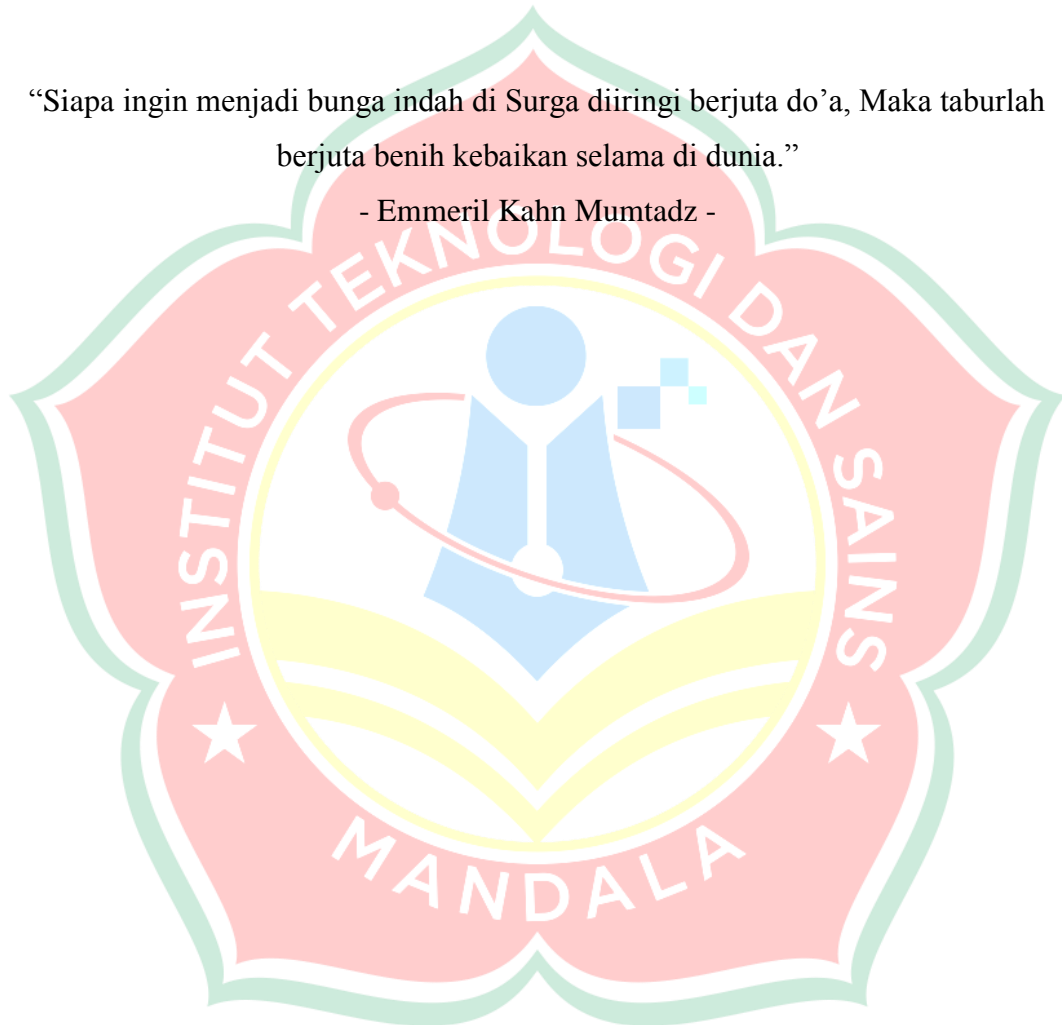 “Siapa ingin menjadi bunga indah di Surga diiringi berjuta do’a, Maka taburlah
berjuta benih kebaikan selama di dunia.”
- Emmeril Kahn Mumtadz -
INSTITUT TEKNOLOGI DAN SAINS
MANDALA